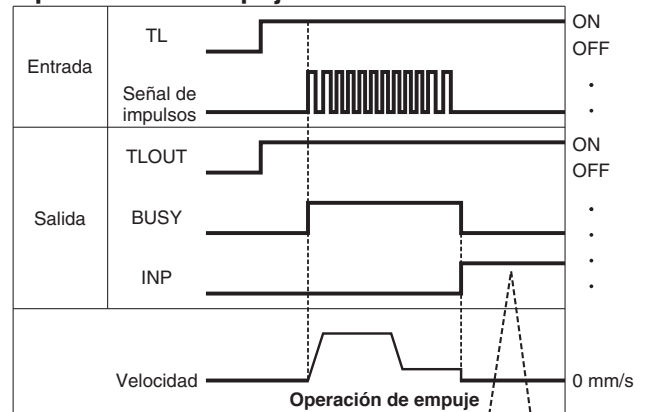 Entrada
TL
ON
OFF
Señal de
impulsos
Salida
TLOUT
ON
OFF
BUSY
INP
Velocidad
0 mm/s
Operación de empuje